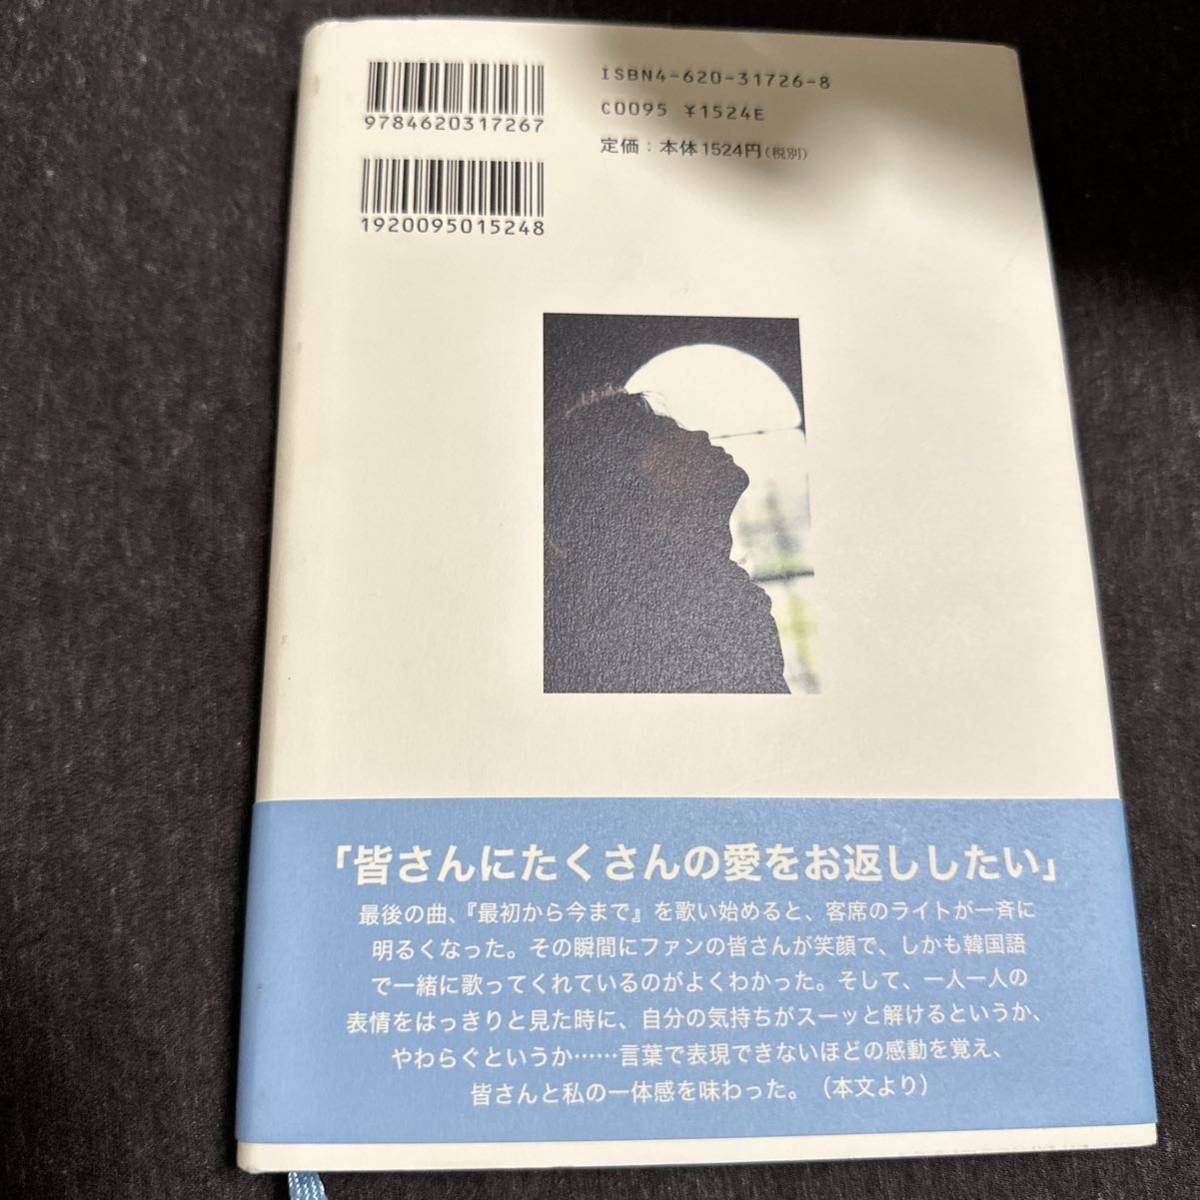 9784620317267
1920095015248
ISBN4-620-31726-8
C0095 ¥1524E
定価：本体1524円（税別）
「皆さんにたくさんの愛をお返ししたい」
最後の曲、『最初から今まで』を歌い始めると、客席のライトが一斉に
明るくなった。その瞬間にファンの皆さんが笑顔で、しかも韓国語
で一緒に歌ってくれているのがよくわかった。そして、一人一人の
表情をはっきりと見た時に、自分の気持ちがスーッと解けるというか、
やわらぐというか……言葉で表現できないほどの感動を覚え、
皆さんと私の一体感を味わった。（本文より）